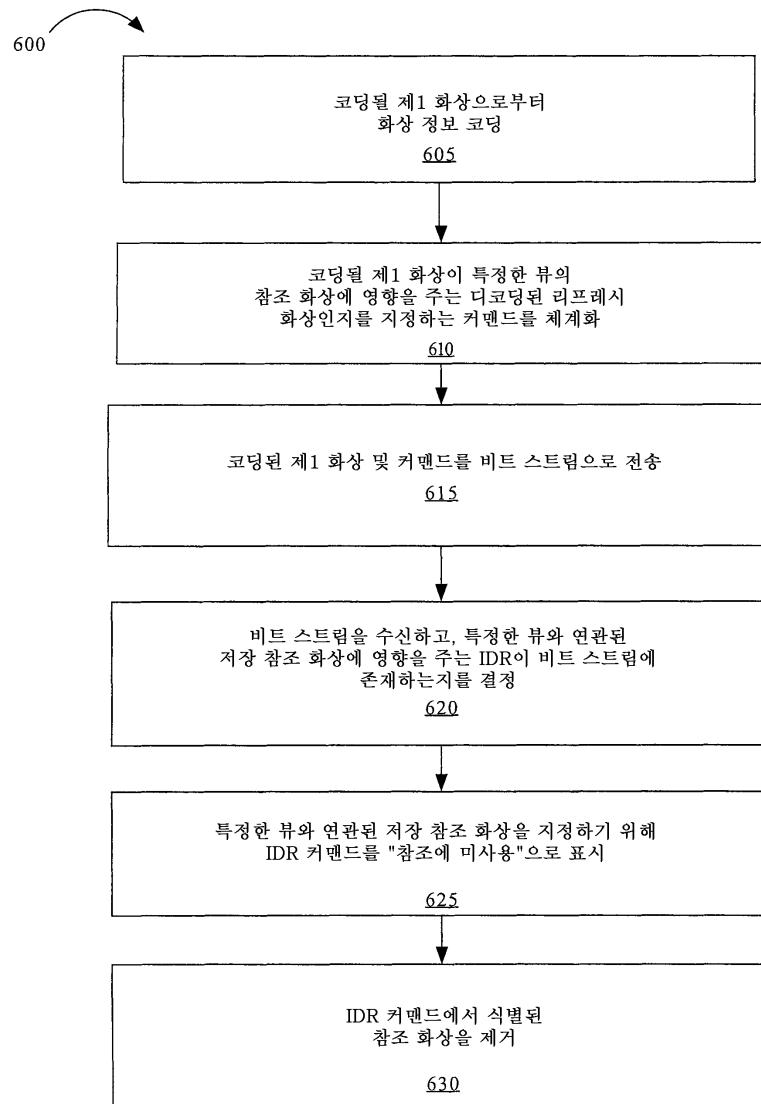 600
코딩될 제1 화상으로부터
화상 정보 코딩
605
코딩될 제1 화상이 특정한 뷰의
참조 화상에 영향을 주는 디코딩된 리프레시
화상인지를 지정하는 커맨드를 체계화
610
코딩된 제1 화상 및 커맨드를 비트 스트림으로 전송
615
비트 스트림을 수신하고, 특정한 뷰와 연관된
저장 참조 화상에 영향을 주는 IDR이 비트 스트림에
존재하는지를 결정
620
특정한 뷰와 연관된 저장 참조 화상을 지정하기 위해
IDR 커맨드를 "참조에 미사용"으로 표시
625
IDR 커맨드에서 식별된
참조 화상을 제거
630